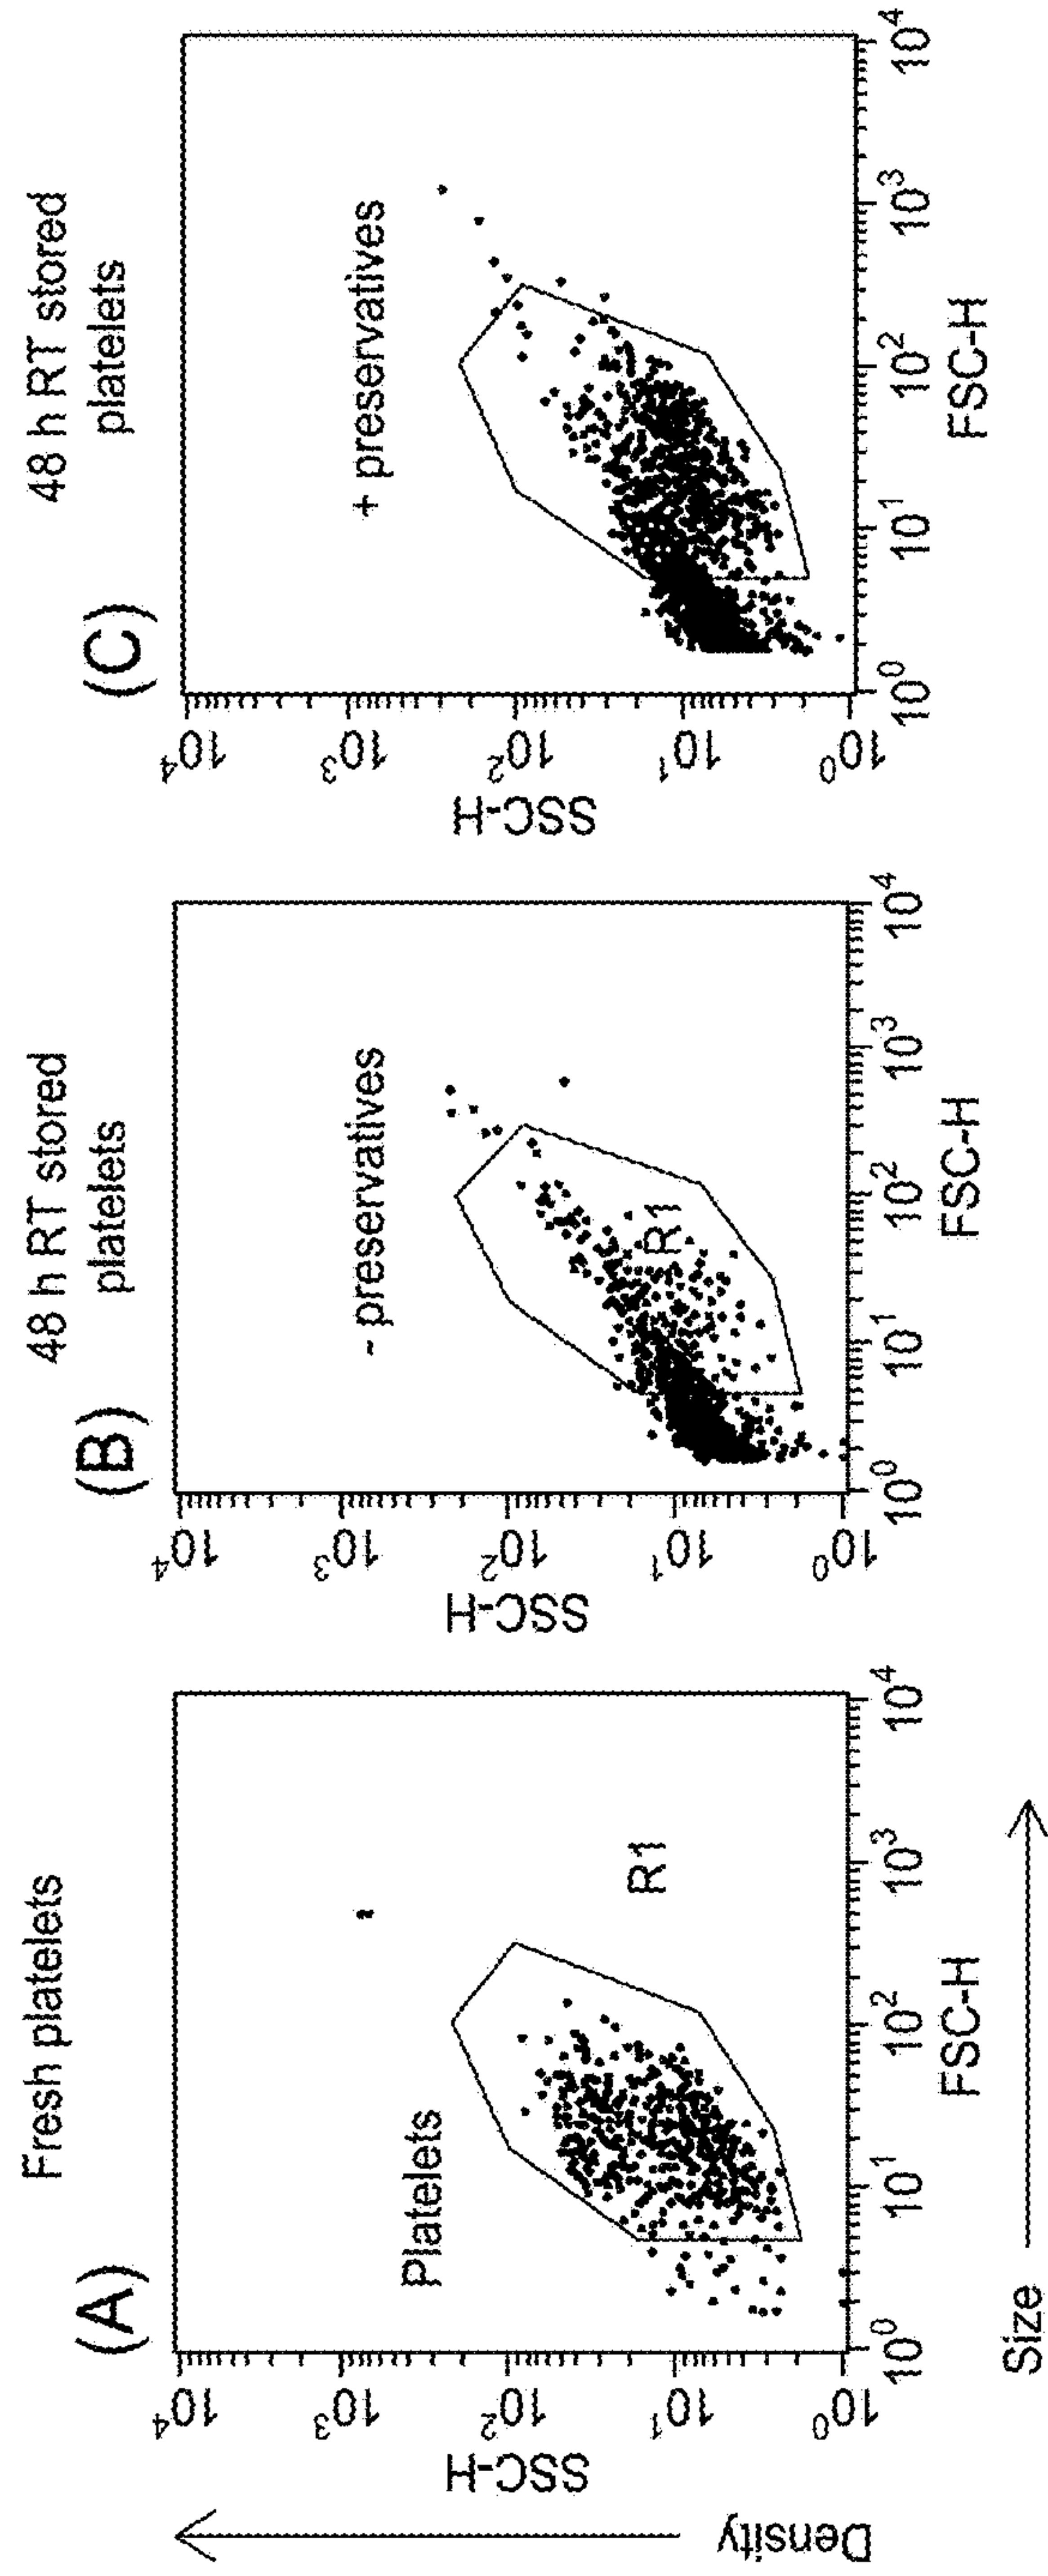 (A)
Fresh platelets
Density
SSC-H
10⁴
10³
10²
10¹
10⁰
Platelets
R1
10⁰ 10¹ 10² 10³ 10⁴
FSC-H
Size
(B)
48 h RT stored
platelets
SSC-H
10⁴
10³
10²
10¹
10⁰
- preservatives
R1
10⁰ 10¹ 10² 10³ 10⁴
FSC-H
(C)
48 h RT stored
platelets
SSC-H
10⁴
10³
10²
10¹
10⁰
+ preservatives
10⁰ 10¹ 10² 10³ 10⁴
FSC-H